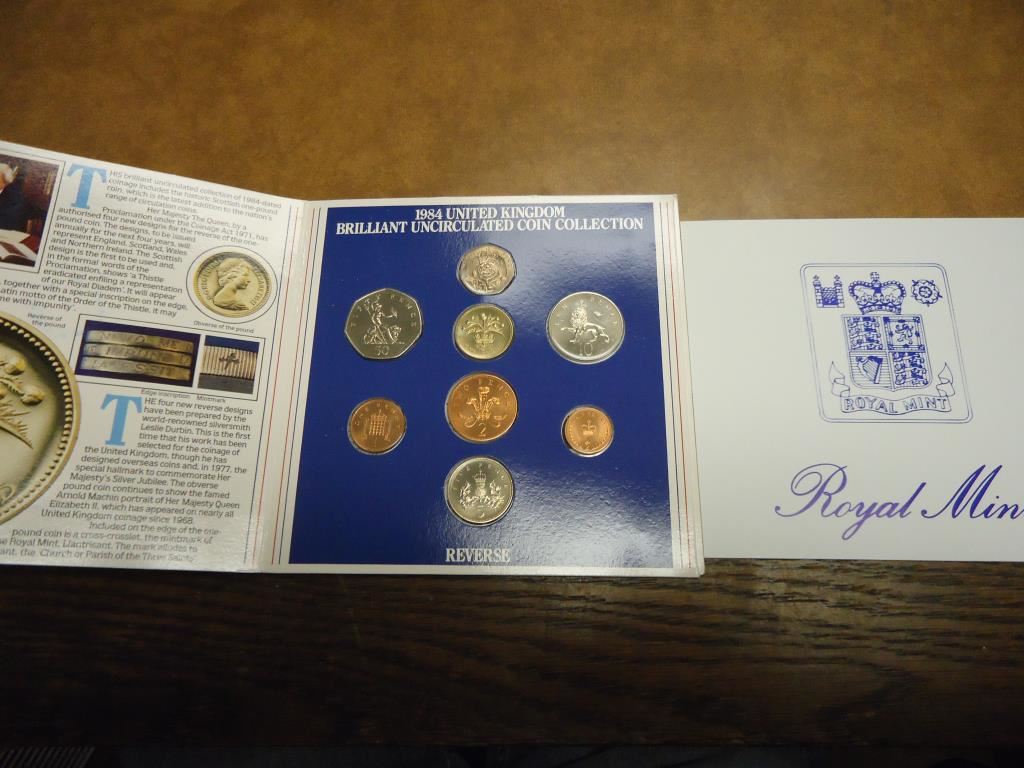 THIS brilliant uncirculated collection of 1984-dated
coinage includes the historic Scottish one-pound
coin, which is the latest addition to the nation's
range of circulation coins.
Her Majesty The Queen, by a
Proclamation under the Coinage Act 1971, has
authorised four new designs for the reverse of the one-
pound coin. The designs, to be issued
annually for the next four years, will
represent England, Scotland, Wales
and Northern Ireland. The Scottish
design is the first to be used and,
in the formal words of the
Proclamation, shows 'a Thistle
eradicated enfiling a representation
of our Royal Diadem'. It will appear
, together with a special inscription on the edge,
atin motto of the Order of the Thistle, it may
me with impunity'.
Reverse of
the pound
Obverse of the pound
Edge inscription
Mintmark
THE four new reverse designs
have been prepared by the
world-renowned silversmith
Leslie Durbin. This is the first
time that his work has been
selected for the coinage of
the United Kingdom, though he has
designed overseas coins and, in 1977, the
special hallmark to commemorate Her
Majesty's Silver Jubilee. The obverse
pound coin continues to show the famed
Arnold Machin portrait of Her Majesty Queen
Elizabeth II, which has appeared on nearly all
United Kingdom coinage since 1968.
Included on the edge of the one-
pound coin is a cross-crosslet, the mintmark of
he Royal Mint, Llantrisant. The mark alludes to
ant, the 'Church or Parish of the Three Saints'.
1984 UNITED KINGDOM
BRILLIANT UNCIRCULATED COIN COLLECTION
50
10
2
5
REVERSE
ROYAL MINT
Royal Min